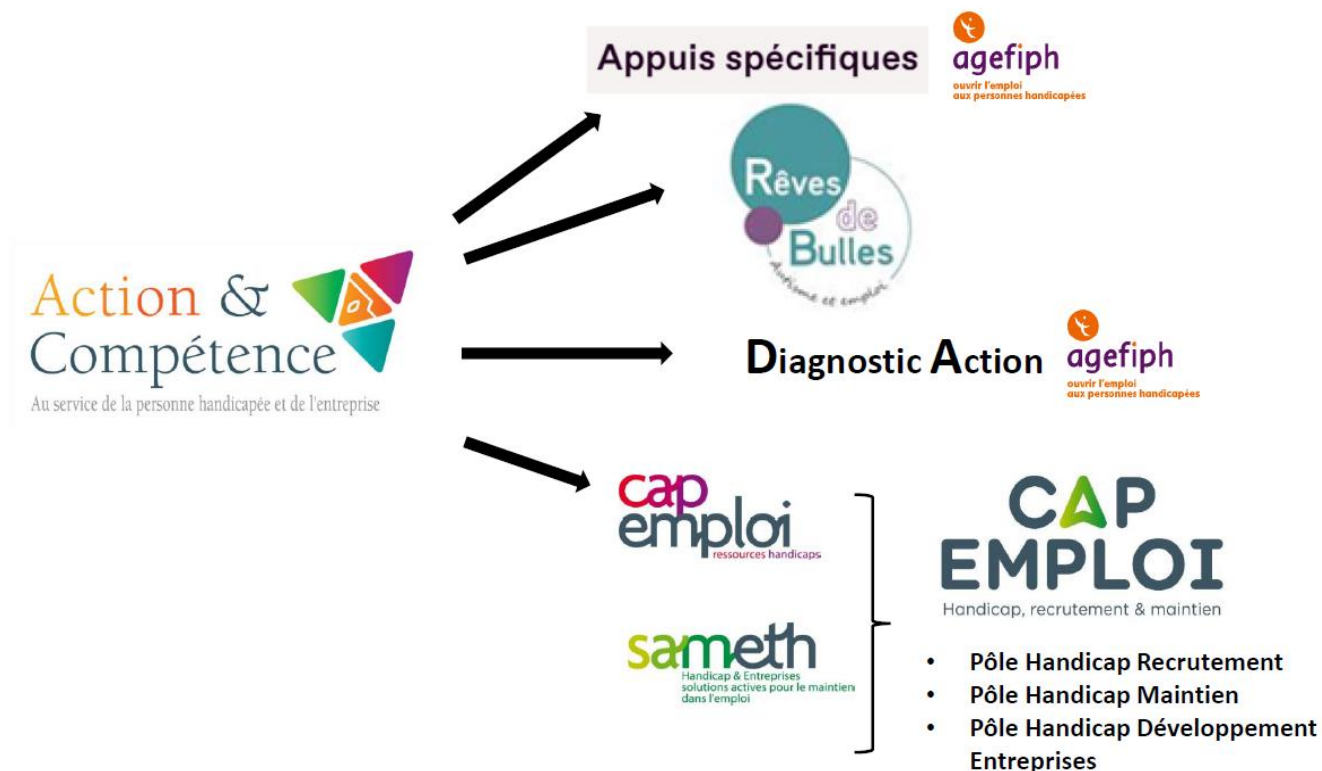 Appuis spécifiques
agefiph
ouvrir l'emploi
aux personnes handicapées
Rêves
de
Bulles
Autisme et emploi
Action &
Compétence
Au service de la personne handicapée et de l'entreprise
Diagnostic Action
agefiph
ouvrir l'emploi
aux personnes handicapées
cap
emploi
ressources handicaps
sameth
Handicap & Entreprises
solutions actives pour le maintien
dans l'emploi
CAP
EMPLOI
Handicap, recrutement & maintien
• Pôle Handicap Recrutement
• Pôle Handicap Maintien
• Pôle Handicap Développement
Entreprises